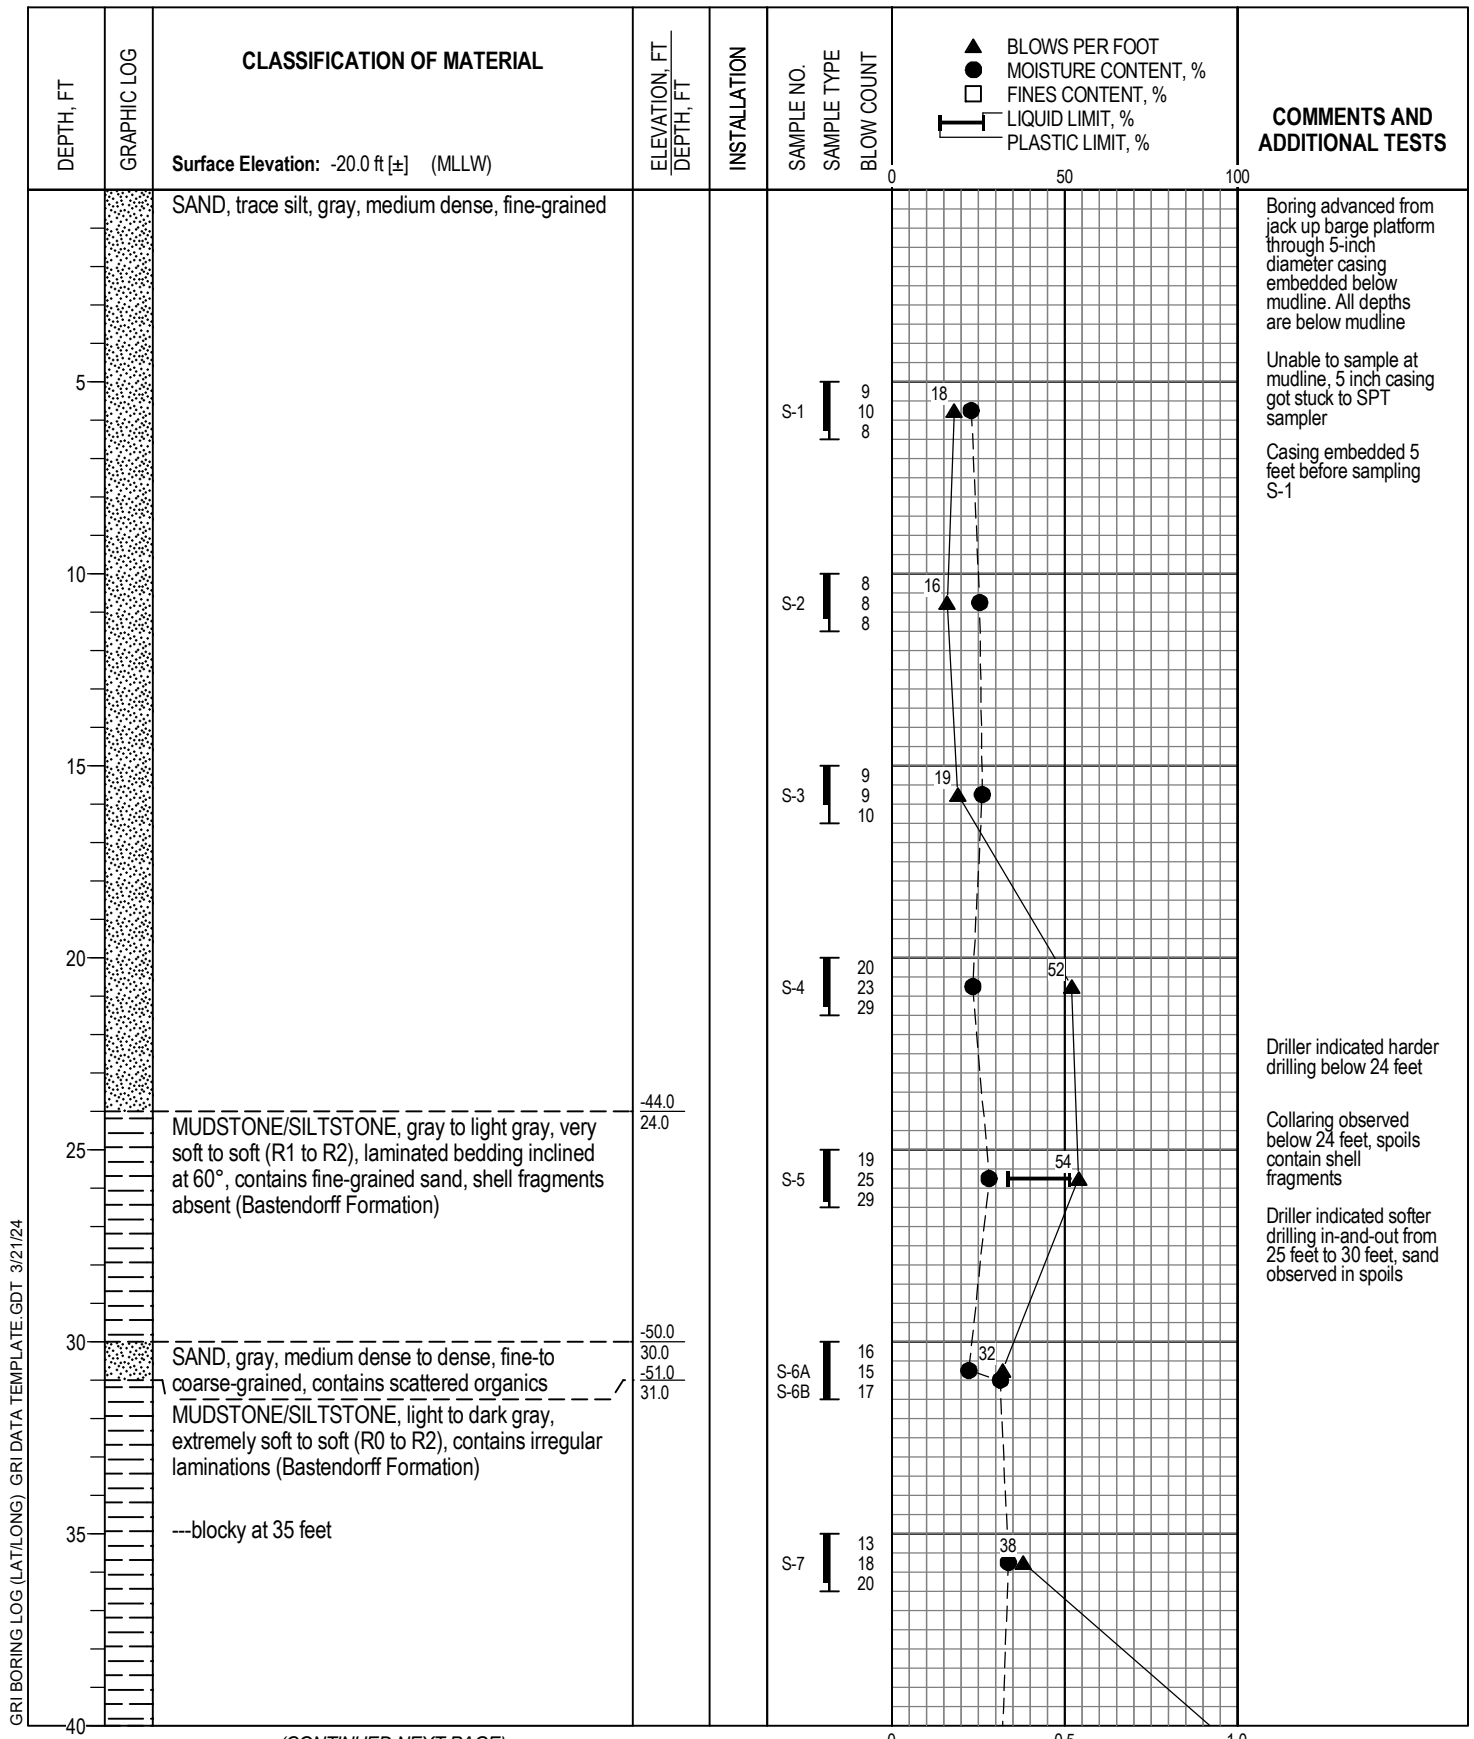 DEPTH, FT
GRAPHIC LOG
CLASSIFICATION OF MATERIAL
Surface Elevation: -20.0 ft [±] (MLLW)
ELEVATION, FT
DEPTH, FT
INSTALLATION
SAMPLE NO.
SAMPLE TYPE
BLOW COUNT
BLOWS PER FOOT
MOISTURE CONTENT, %
FINES CONTENT, %
LIQUID LIMIT, %
PLASTIC LIMIT, %
COMMENTS AND
ADDITIONAL TESTS
0 50 100
SAND, trace silt, gray, medium dense, fine-grained
Boring advanced from
jack up barge platform
through 5-inch
diameter casing
embedded below
mudline. All depths
are below mudline
Unable to sample at
mudline, 5 inch casing
got stuck to SPT
sampler
Casing embedded 5
feet before sampling
S-1
5
S-1
9
10
8
18
10
S-2
8
8
8
16
15
S-3
9
9
10
19
20
S-4
20
23
29
52
Driller indicated harder
drilling below 24 feet
-44.0
24.0
MUDSTONE/SILTSTONE, gray to light gray, very
soft to soft (R1 to R2), laminated bedding inclined
at 60°, contains fine-grained sand, shell fragments
absent (Bastendorff Formation)
Collaring observed
below 24 feet, spoils
contain shell
fragments
25
S-5
19
25
29
54
Driller indicated softer
drilling in-and-out from
25 feet to 30 feet, sand
observed in spoils
30
-50.0
30.0
SAND, gray, medium dense to dense, fine-to
coarse-grained, contains scattered organics
-51.0
31.0
S-6A
S-6B
16
15
17
32
MUDSTONE/SILTSTONE, light to dark gray,
extremely soft to soft (R0 to R2), contains irregular
laminations (Bastendorff Formation)
35
---blocky at 35 feet
S-7
13
18
20
38
40
(CONTINUED NEXT PAGE)
0 0.5 1.0
GRI BORING LOG (LAT/LONG) GRI DATA TEMPLATE.GDT 3/21/24